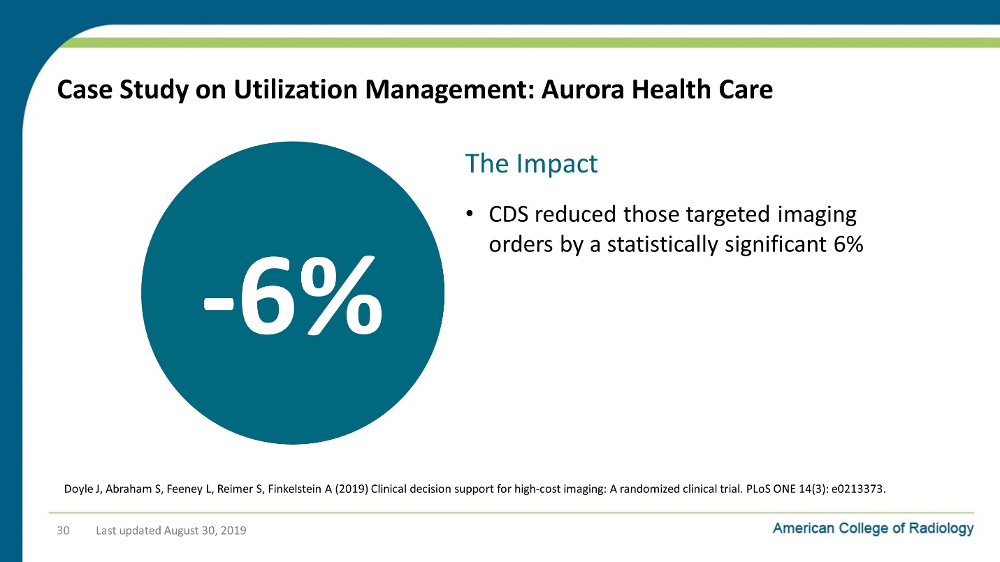 Case Study on Utilization Management: Aurora Health Care
-6%
The Impact
• CDS reduced those targeted imaging
orders by a statistically significant 6%
Doyle J, Abraham S, Feeney L, Reimer S, Finkelstein A (2019) Clinical decision support for high-cost imaging: A randomized clinical trial. PLoS ONE 14(3): e0213373.
30 Last updated August 30, 2019
American College of Radiology